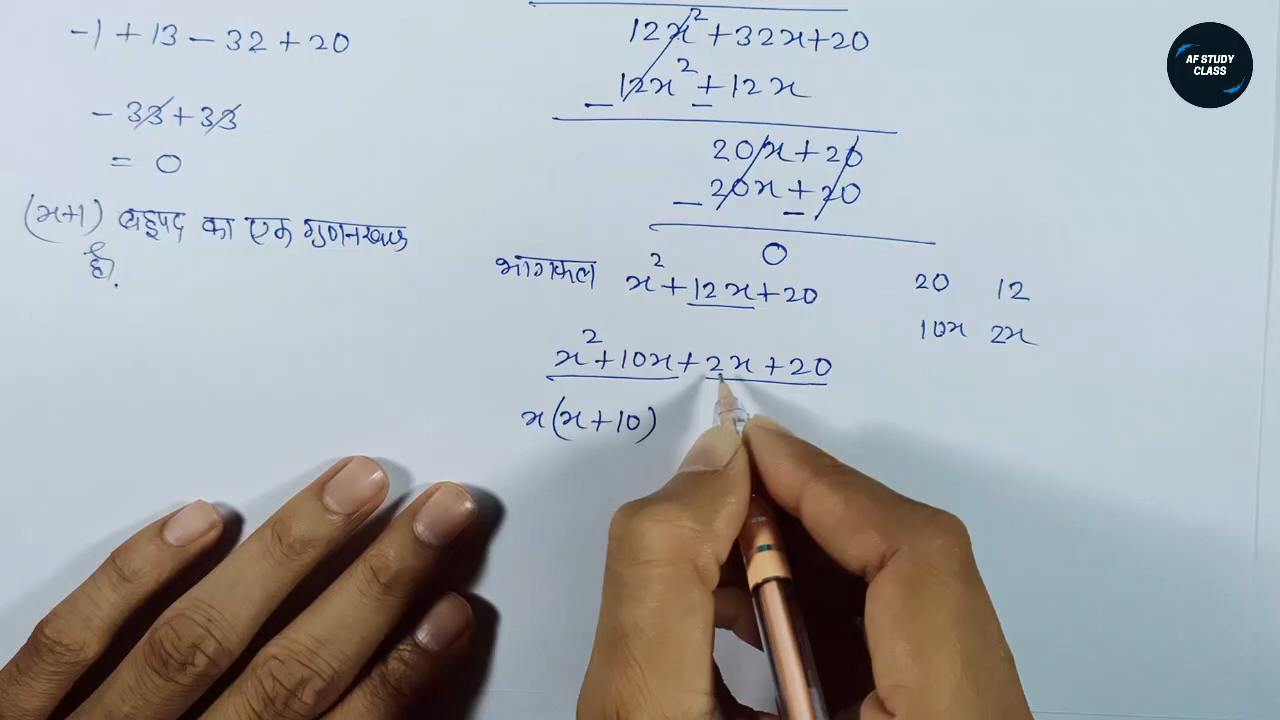 -1 + 13 - 32 + 20
- 33 + 33
= 0
(x+1) बहुपद का एक गुणनखण्ड
है।
12x² + 32x + 20
12x² + 12x
- -
20x + 20
20x + 20
- -
0
भागफल x² + 12x + 20
20 12
10x 2x
x² + 10x + 2x + 20
x(x + 10)
AF STUDY
CLASS